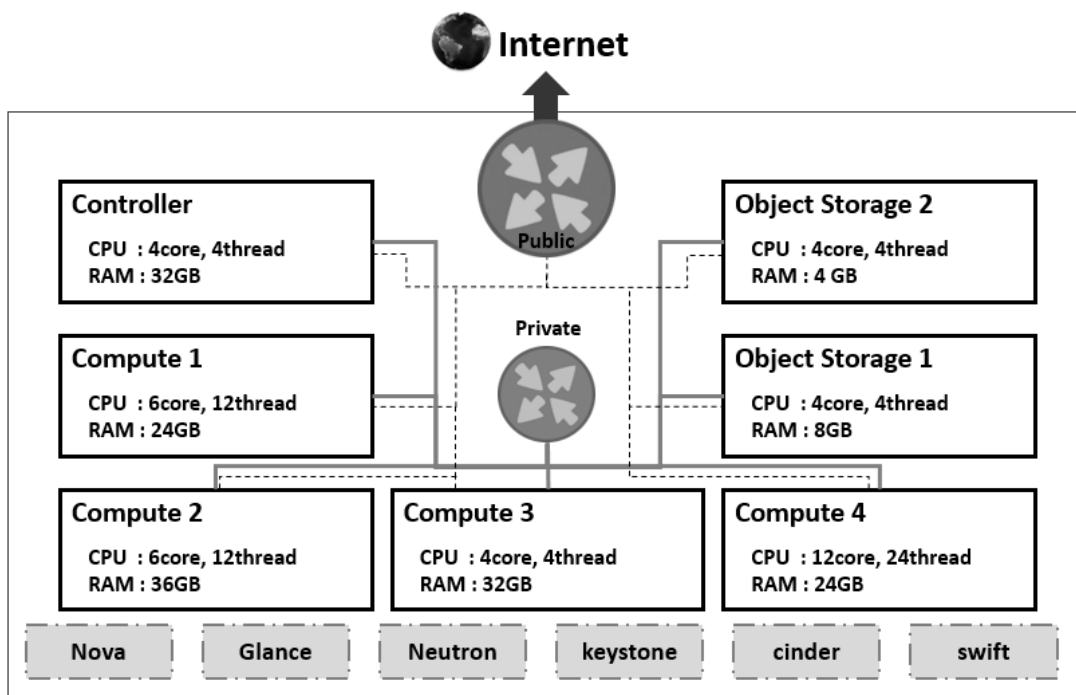 Internet
Controller
CPU : 4core, 4thread
RAM : 32GB
Public
Object Storage 2
CPU : 4core, 4thread
RAM : 4 GB
Compute 1
CPU : 6core, 12thread
RAM : 24GB
Private
Object Storage 1
CPU : 4core, 4thread
RAM : 8GB
Compute 2
CPU : 6core, 12thread
RAM : 36GB
Compute 3
CPU : 4core, 4thread
RAM : 32GB
Compute 4
CPU : 12core, 24thread
RAM : 24GB
Nova
Glance
Neutron
keystone
cinder
swift